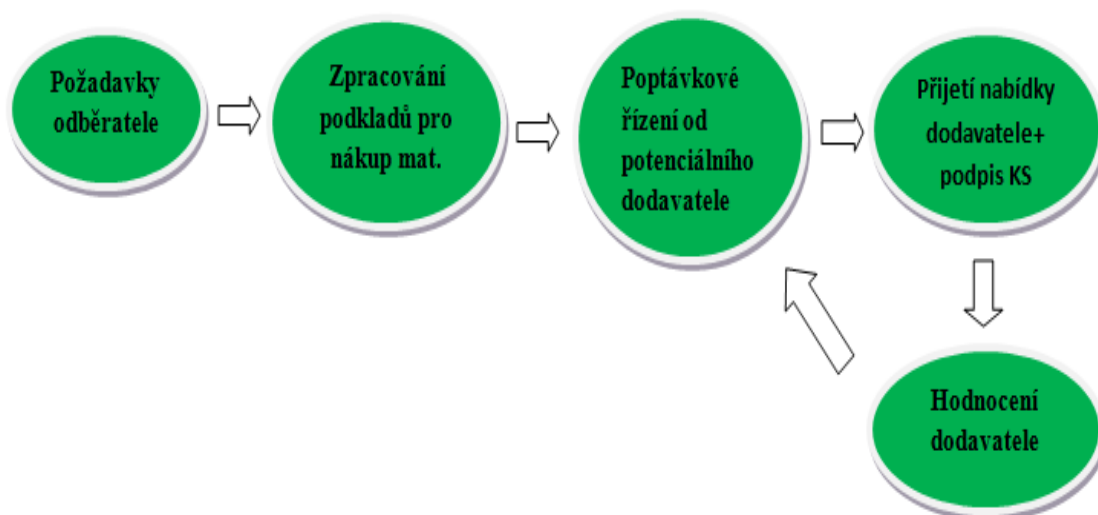 Požadavky
odběratele
Zpracování
podkladů pro
nákup mat.
Poptávkové
řízení od
potenciálního
dodavatele
Přijetí nabídky
dodavatele+
podpis KS
Hodnocení
dodavatele